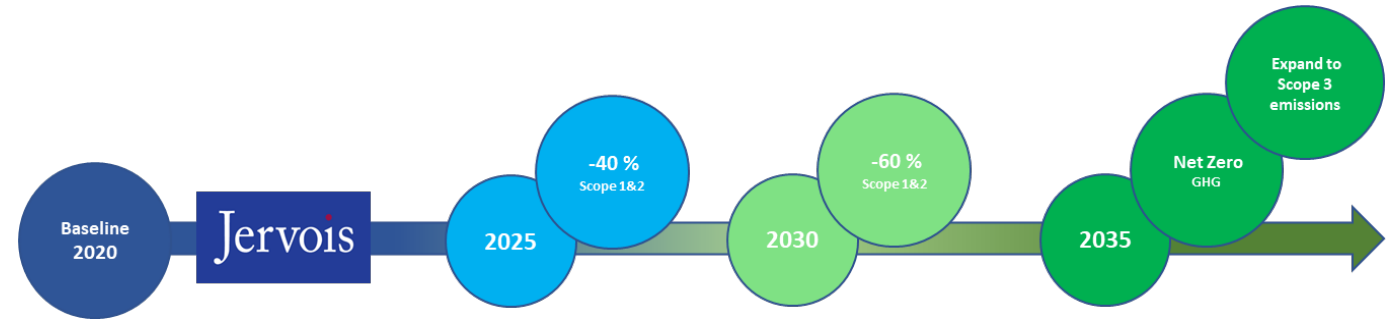 Baseline
2020
Jervois
2025
-40 %
Scope 1&2
2030
-60 %
Scope 1&2
2035
Net Zero
GHG
Expand to
Scope 3
emissions